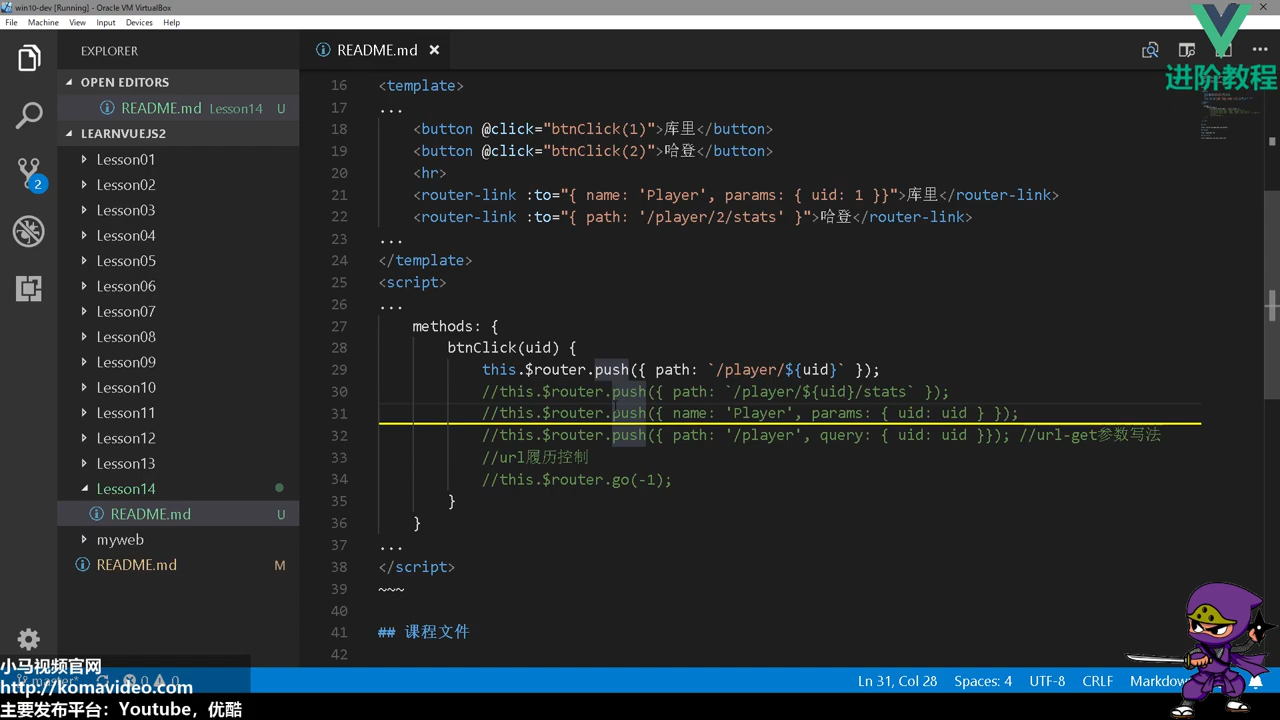 win10-dev [Running] - Oracle VM VirtualBox
File Machine View Input Devices Help
EXPLORER
OPEN EDITORS
README.md Lesson14 U
LEARNVUEJS2
Lesson01
Lesson02
Lesson03
Lesson04
Lesson05
Lesson06
Lesson07
Lesson08
Lesson09
Lesson10
Lesson11
Lesson12
Lesson13
Lesson14
README.md U
myweb
README.md M
2
README.md
进阶教程
16 <template>
17 ...
18 <button @click="btnClick(1)">库里</button>
19 <button @click="btnClick(2)">哈登</button>
20 <hr>
21 <router-link :to="{ name: 'Player', params: { uid: 1 }}">库里</router-link>
22 <router-link :to="{ path: '/player/2/stats' }">哈登</router-link>
23 ...
24 </template>
25 <script>
26 ...
27 methods: {
28 btnClick(uid) {
29 this.$router.push({ path: `/player/${uid}` });
30 //this.$router.push({ path: `/player/${uid}/stats` });
31 //this.$router.push({ name: 'Player', params: { uid: uid } });
32 //this.$router.push({ path: '/player', query: { uid: uid }}); //url-get参数写法
33 //url履历控制
34 //this.$router.go(-1);
35 }
36 }
37 ...
38 </script>
39 ~~~
40
41 ## 课程文件
42
小马视频官网
http://komavideo.com
主要发布平台：Youtube，优酷
master* 0 0
Ln 31, Col 28 Spaces: 4 UTF-8 CRLF